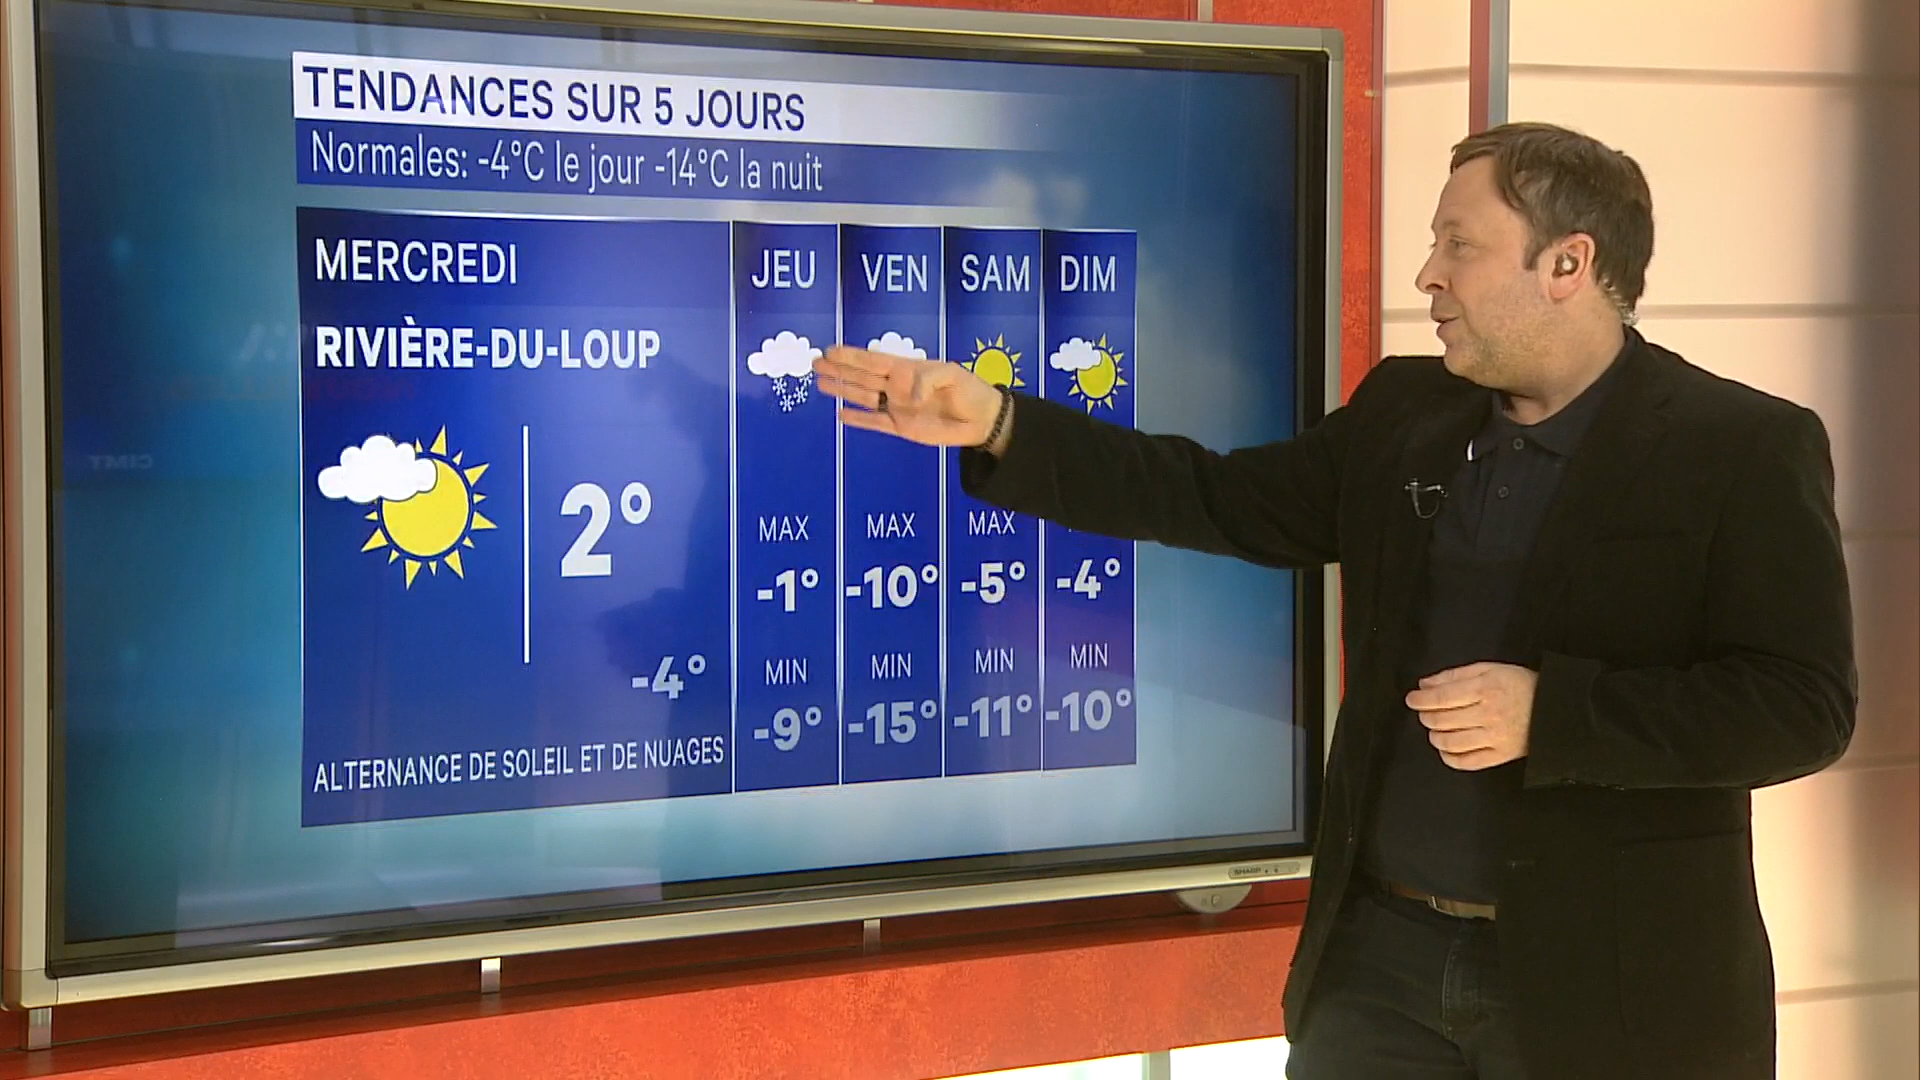 TENDANCES SUR 5 JOURS
Normales: -4°C le jour -14°C la nuit
MERCREDI
RIVIÈRE-DU-LOUP
2°
-4°
ALTERNANCE DE SOLEIL ET DE NUAGES
JEU VEN SAM DIM
MAX MAX MAX
-1° -10° -5° -4°
MIN MIN MIN MIN
-9° -15° -11° -10°
SHARP